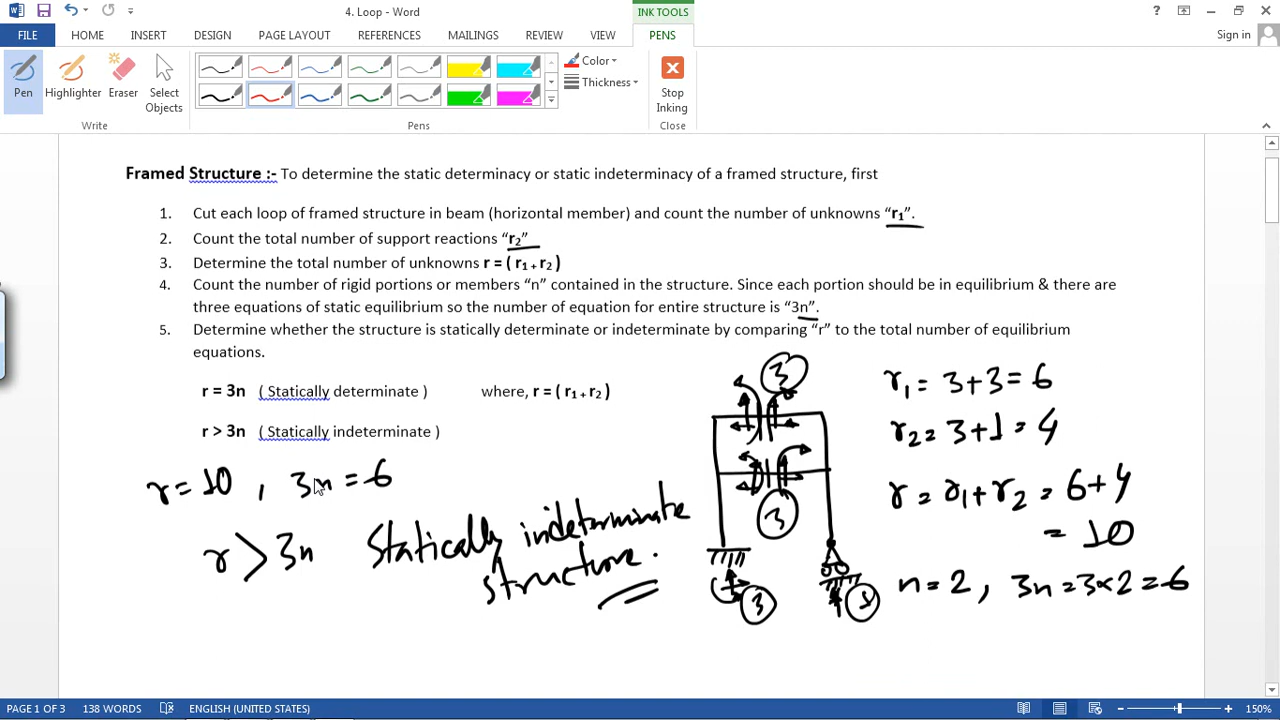 4. Loop - Word
INK TOOLS
?
FILE
HOME
INSERT
DESIGN
PAGE LAYOUT
REFERENCES
MAILINGS
REVIEW
VIEW
PENS
Sign in
Pen
Highlighter
Eraser
Select Objects
Color
Thickness
Stop Inking
Write
Pens
Close
Framed Structure :- To determine the static determinacy or static indeterminacy of a framed structure, first
1. Cut each loop of framed structure in beam (horizontal member) and count the number of unknowns “r1”.
2. Count the total number of support reactions “r2”
3. Determine the total number of unknowns r = ( r1 + r2 )
4. Count the number of rigid portions or members “n” contained in the structure. Since each portion should be in equilibrium & there are
three equations of static equilibrium so the number of equation for entire structure is “3n”.
5. Determine whether the structure is statically determinate or indeterminate by comparing “r” to the total number of equilibrium
equations.
r = 3n ( Statically determinate ) where, r = ( r1 + r2 )
r > 3n ( Statically indeterminate )
r = 10 , 3n = 6
r > 3n Statically indeterminate
structure.
3
3
3
1
r1 = 3+3 = 6
r2 = 3+1 = 4
r = r1 + r2 = 6+4
= 10
n = 2 , 3n = 3×2 = 6
PAGE 1 OF 3
138 WORDS
ENGLISH (UNITED STATES)
150%